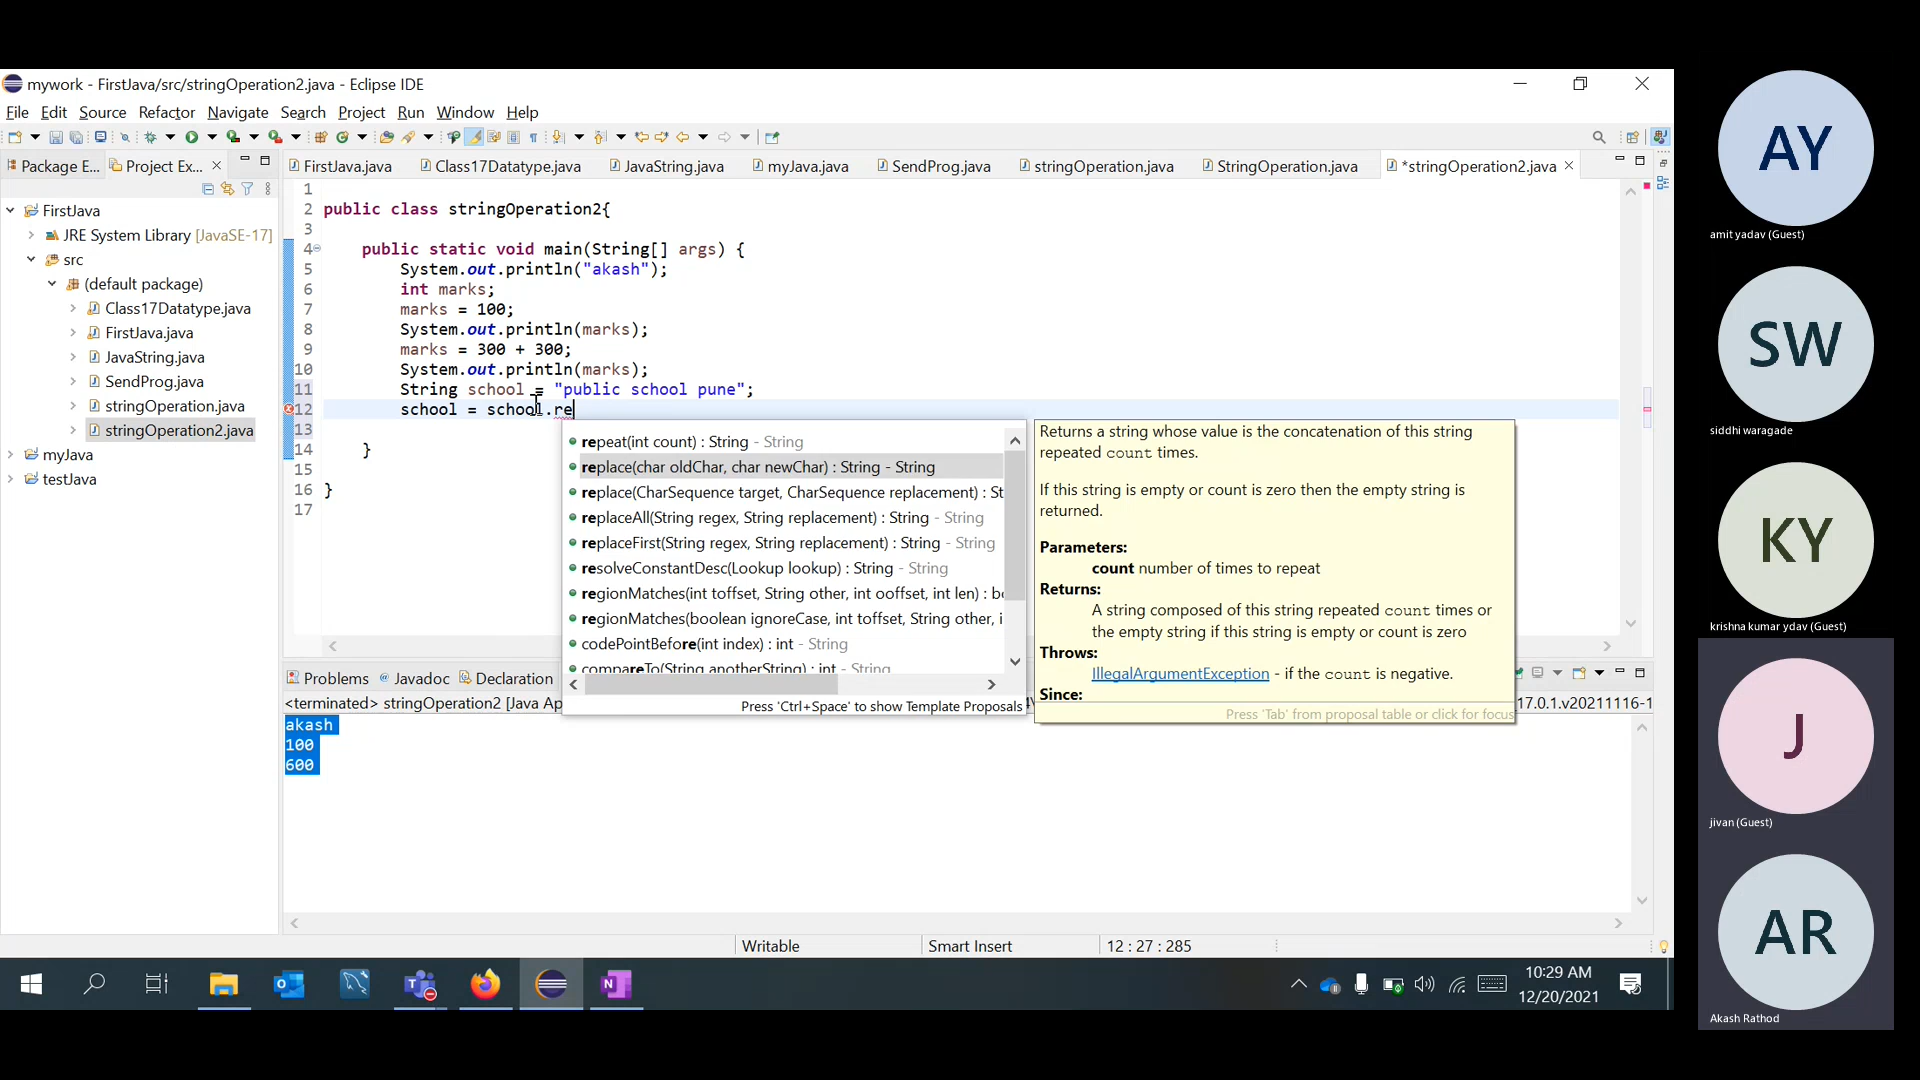 mywork - FirstJava/src/stringOperation2.java - Eclipse IDE
File Edit Source Refactor Navigate Search Project Run Window Help
Package E... Project Ex...
FirstJava.java Class17Datatype.java JavaString.java myJava.java SendProg.java stringOperation.java StringOperation.java *stringOperation2.java
FirstJava
JRE System Library [JavaSE-17]
src
(default package)
Class17Datatype.java
FirstJava.java
JavaString.java
SendProg.java
stringOperation.java
stringOperation2.java
myJava
testJava
1
2 public class stringOperation2{
3
4 public static void main(String[] args) {
5 System.out.println("akash");
6 int marks;
7 marks = 100;
8 System.out.println(marks);
9 marks = 300 + 300;
10 System.out.println(marks);
11 String school = "public school pune";
12 school = school.re
13
14 }
15
16 }
17
repeat(int count) : String - String
replace(char oldChar, char newChar) : String - String
replace(CharSequence target, CharSequence replacement) : St
replaceAll(String regex, String replacement) : String - String
replaceFirst(String regex, String replacement) : String - String
resolveConstantDesc(Lookup lookup) : String - String
regionMatches(int toffset, String other, int ooffset, int len) : bo
regionMatches(boolean ignoreCase, int toffset, String other, i
codePointBefore(int index) : int - String
compareTo(String anotherString) : int - String
Press 'Ctrl+Space' to show Template Proposals
Returns a string whose value is the concatenation of this string
repeated count times.
If this string is empty or count is zero then the empty string is
returned.
Parameters:
count number of times to repeat
Returns:
A string composed of this string repeated count times or
the empty string if this string is empty or count is zero
Throws:
IllegalArgumentException - if the count is negative.
Since:
Press 'Tab' from proposal table or click for focus
Problems @ Javadoc Declaration
<terminated> stringOperation2 [Java Ap
17.0.1.v20211116-1
akash
100
600
Writable Smart Insert 12 : 27 : 285
10:29 AM
12/20/2021
AY
amit yadav (Guest)
SW
siddhi waragade
KY
krishna kumar ydav (Guest)
J
jivan (Guest)
AR
Akash Rathod